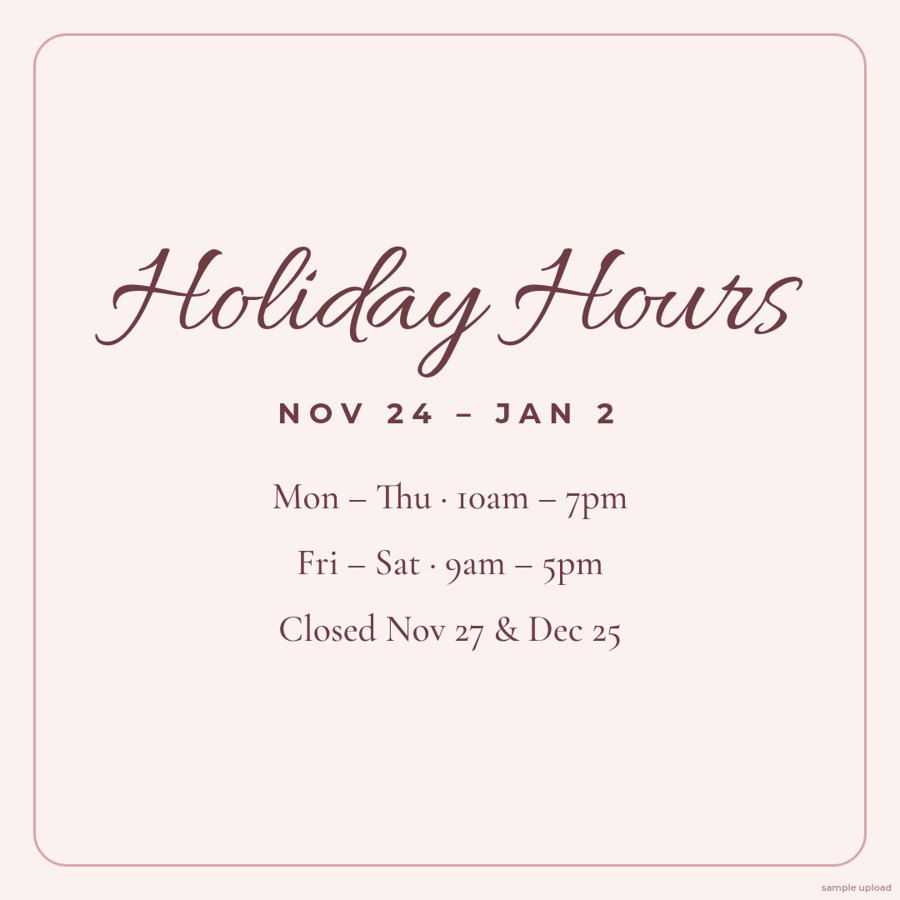 Holiday Hours
NOV 24 – JAN 2
Mon – Thu · 10am – 7pm
Fri – Sat · 9am – 5pm
Closed Nov 27 & Dec 25
sample upload